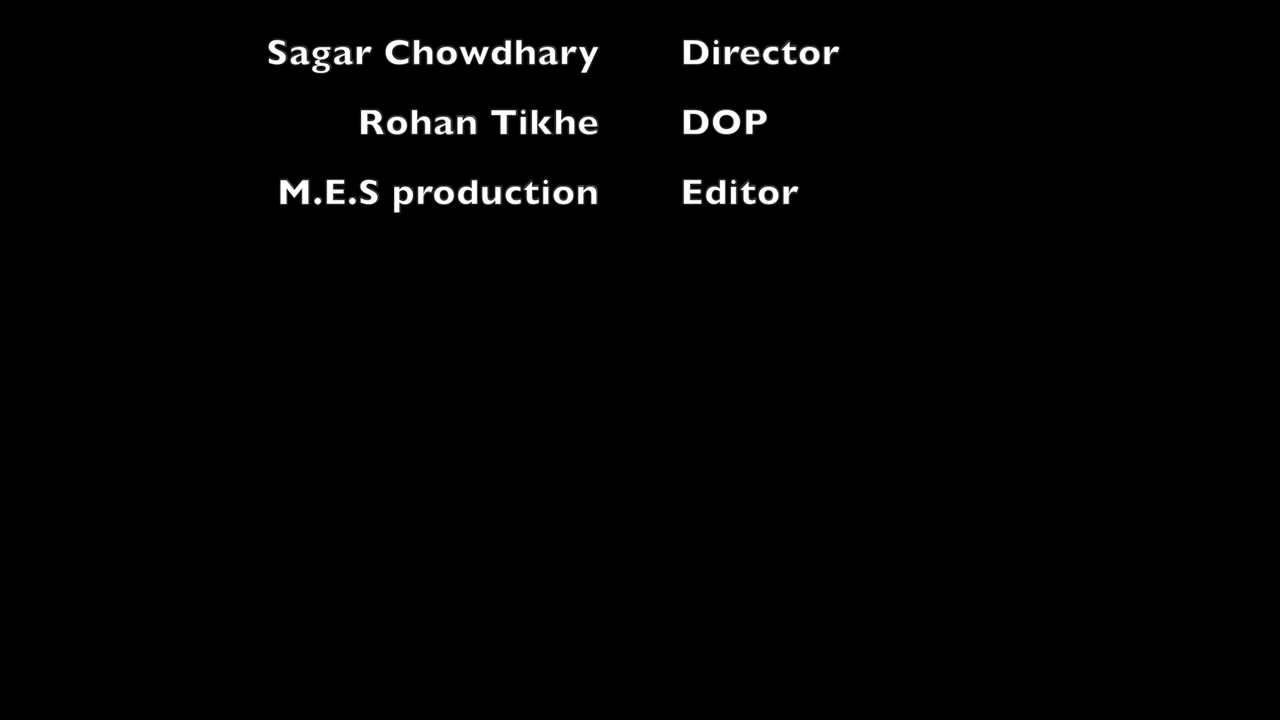 Sagar Chowdhary Director
Rohan Tikhe DOP
M.E.S production Editor